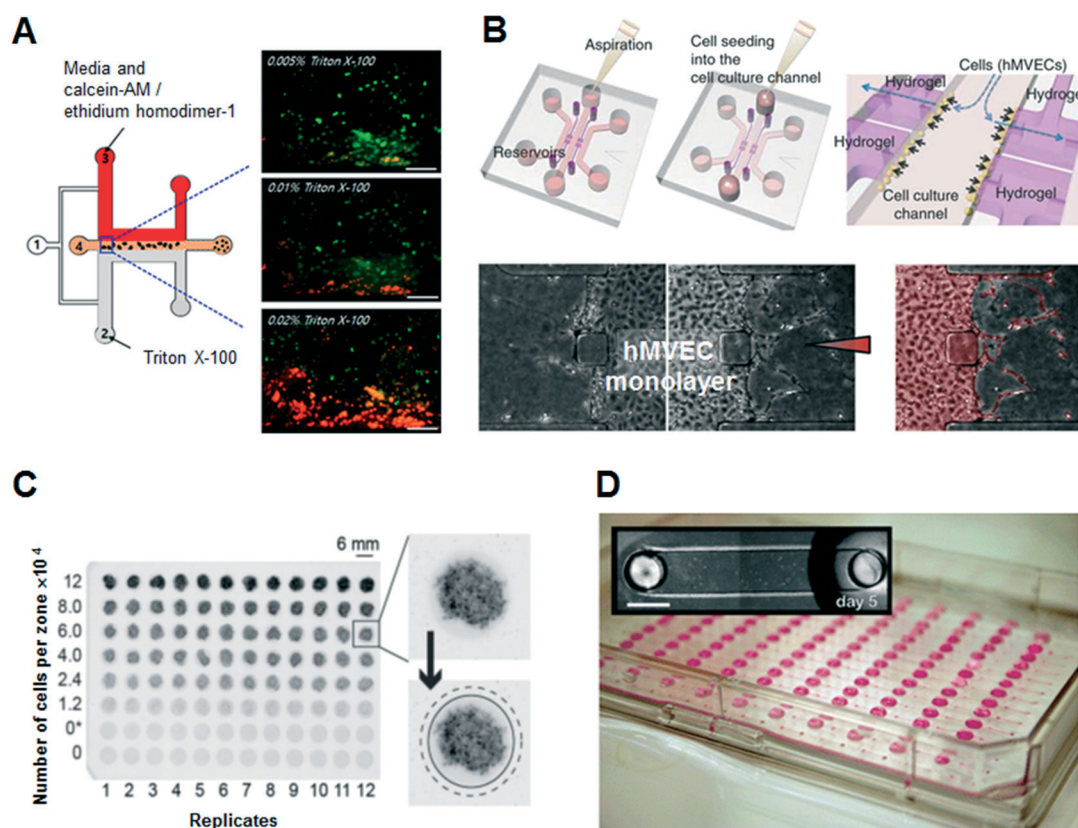 A
Media and
calcein-AM /
ethidium homodimer-1
3
1
4
2
Triton X-100
0.005% Triton X-100
0.01% Triton X-100
0.02% Triton X-100
B
Aspiration
Reservoirs
Cell seeding
into the
cell culture channel
Cells (hMVECs)
Hydrogel
Hydrogel
Hydrogel
Cell culture
channel
Hydrogel
hMVEC
monolayer
C
Number of cells per zone ×10⁴
6 mm
12
8.0
6.0
4.0
2.4
1.2
0*
0
1 2 3 4 5 6 7 8 9 10 11 12
Replicates
D
day 5